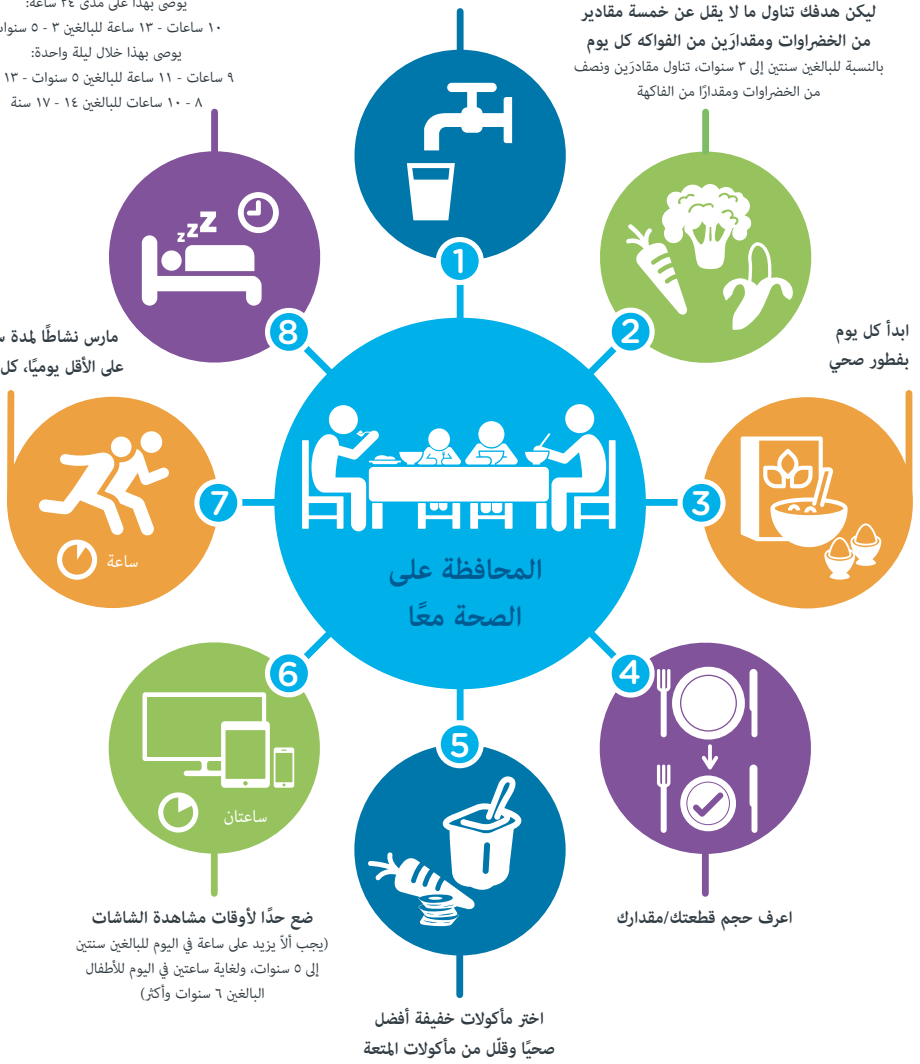 يوصى بهذا على مدى ٢٤ ساعة:
١٠ ساعات - ١٣ ساعة للبالغين ٣ - ٥ سنوات
يوصى بهذا خلال ليلة واحدة:
٩ ساعات - ١١ ساعة للبالغين ٥ سنوات - ١٣
٨ - ١٠ ساعات للبالغين ١٤ - ١٧ سنة
ليكن هدفك تناول ما لا يقل عن خمسة مقادير
من الخضراوات ومقدارَين من الفواكه كل يوم
بالنسبة للبالغين سنتين إلى ٣ سنوات، تناول مقادرَين ونصف
من الخضراوات ومقدارًا من الفاكهة
zzZ
1
2
8
ابدأ كل يوم
بفطور صحي
مارس نشاطًا لمدة
على الأقل يوميًا، كل
3
7
ساعة
المحافظة على
الصحة معًا
4
6
5
ساعتان
اعرف حجم قطعتك/مقدارك
ضع حدًا لأوقات مشاهدة الشاشات
(يجب ألاّ يزيد على ساعة في اليوم للبالغين سنتين
إلى ٥ سنوات، ولغاية ساعتين في اليوم للأطفال
البالغين ٦ سنوات وأكثر)
اختر مأكولات خفيفة أفضل
صحيًا وقلّل من مأكولات المتعة